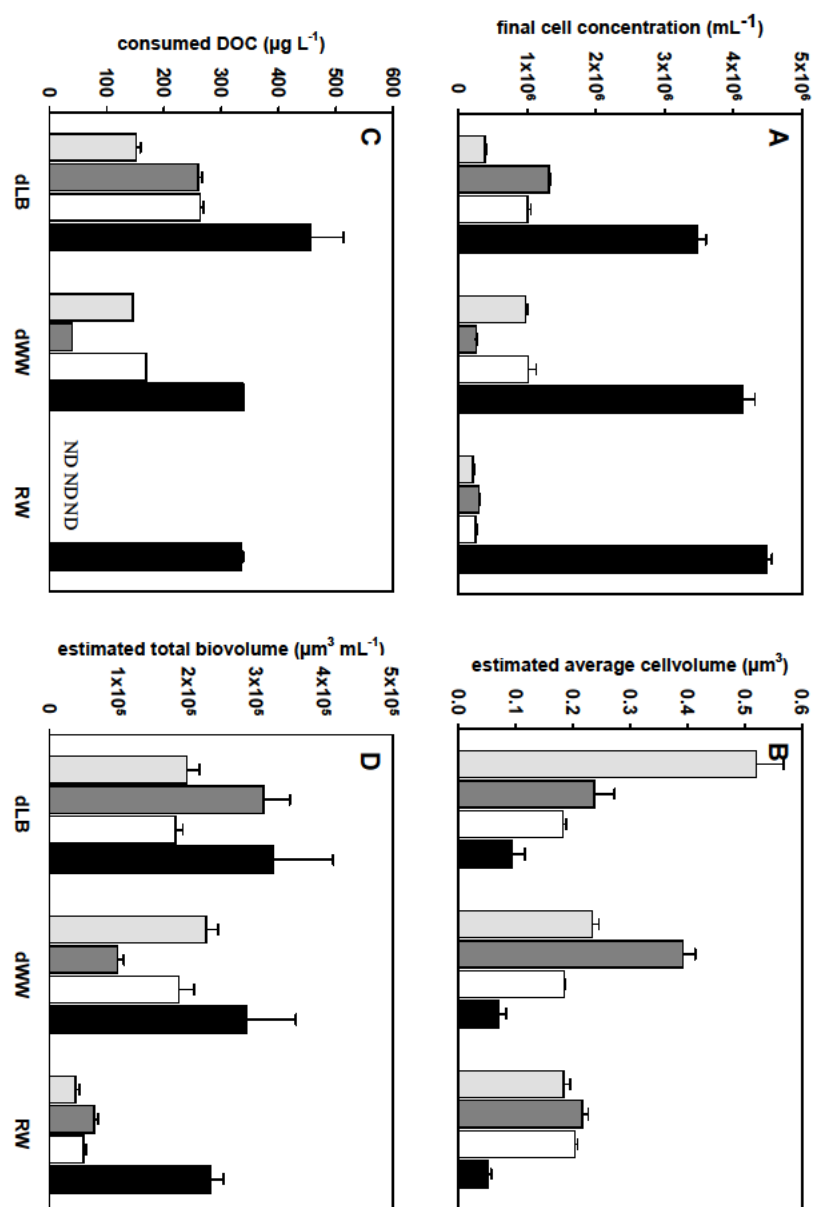 final cell concentration (mL⁻¹)
5x10⁶
4x10⁶
3x10⁶
2x10⁶
1x10⁶
0
A
estimated average cellvolume (µm³)
0.6
0.5
0.4
0.3
0.2
0.1
0.0
B
consumed DOC (µg L⁻¹)
600
500
400
300
200
100
0
C
ND ND ND
dLB
dWW
RW
estimated total biovolume (µm³ mL⁻¹)
5x10⁵
4x10⁵
3x10⁵
2x10⁵
1x10⁵
0
D
dLB
dWW
RW